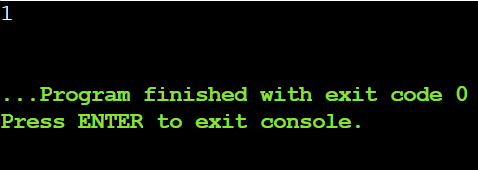 1
...Program finished with exit code 0
Press ENTER to exit console.